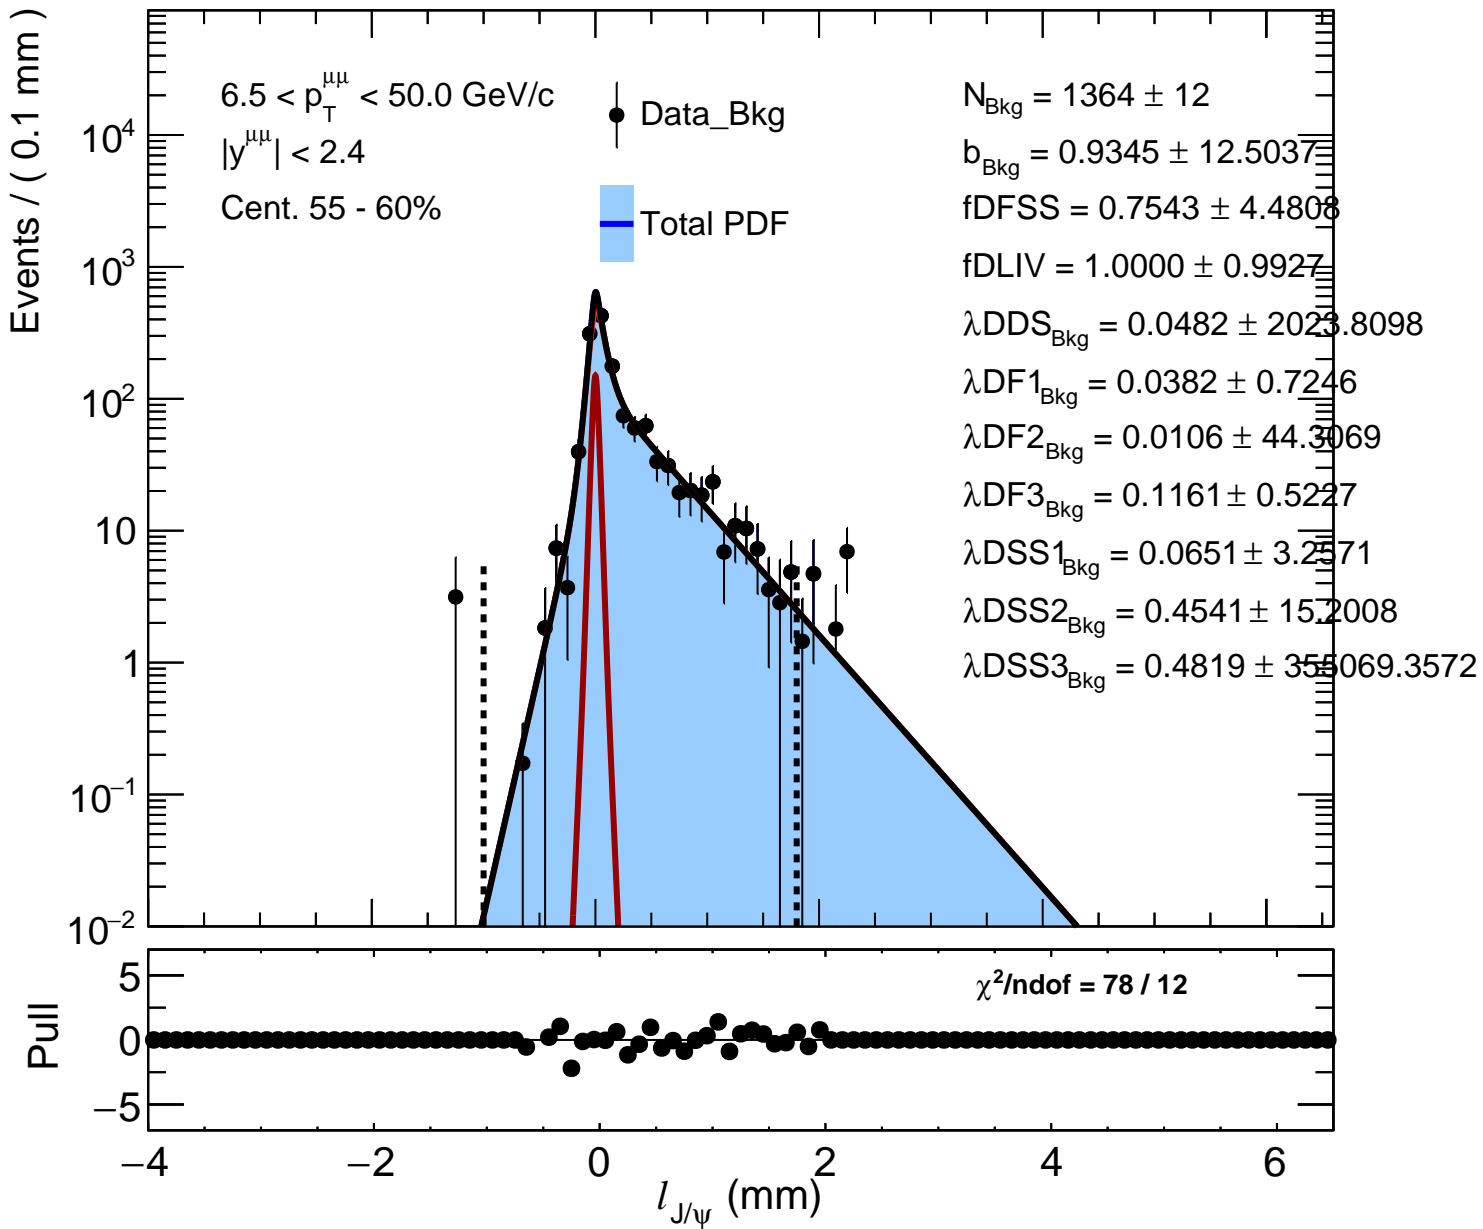 Events / ( 0.1 mm )
6.5 < p_T^μμ < 50.0 GeV/c
|y^μμ| < 2.4
Cent. 55 - 60%
Data_Bkg
Total PDF
N_Bkg = 1364 ± 12
b_Bkg = 0.9345 ± 12.5037
fDFSS = 0.7543 ± 4.4808
fDLIV = 1.0000 ± 0.9927
λDDS_Bkg = 0.0482 ± 2023.8098
λDF1_Bkg = 0.0382 ± 0.7246
λDF2_Bkg = 0.0106 ± 44.3069
λDF3_Bkg = 0.1161 ± 0.5227
λDSS1_Bkg = 0.0651 ± 3.2571
λDSS2_Bkg = 0.4541 ± 15.2008
λDSS3_Bkg = 0.4819 ± 355069.3572
10^4
10^3
10^2
10
1
10^−1
10^−2
Pull
5
0
−5
χ²/ndof = 78 / 12
−4 −2 0 2 4 6
l_J/ψ (mm)